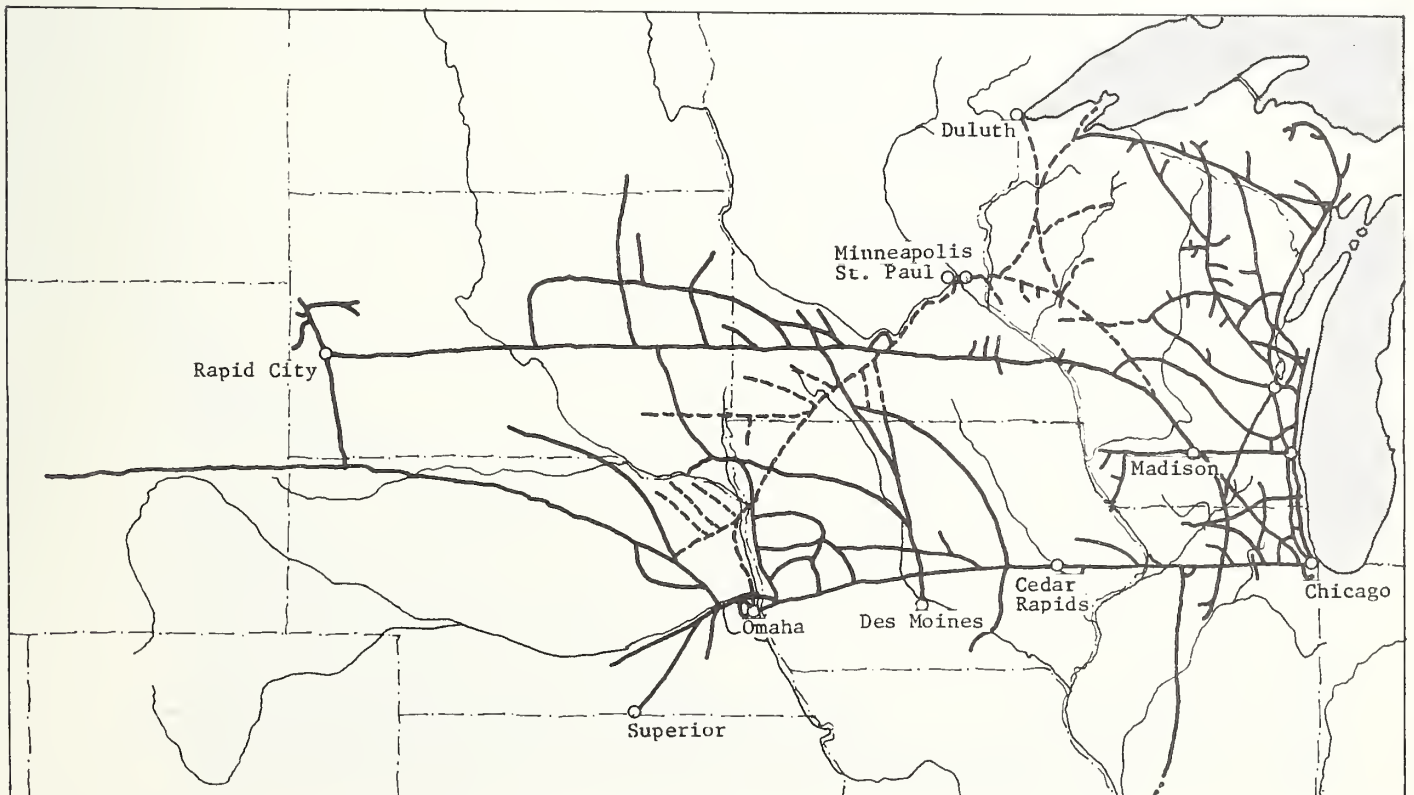 Duluth
Minneapolis
St. Paul
Rapid City
Madison
Cedar
Rapids
Chicago
Omaha
Des Moines
Superior